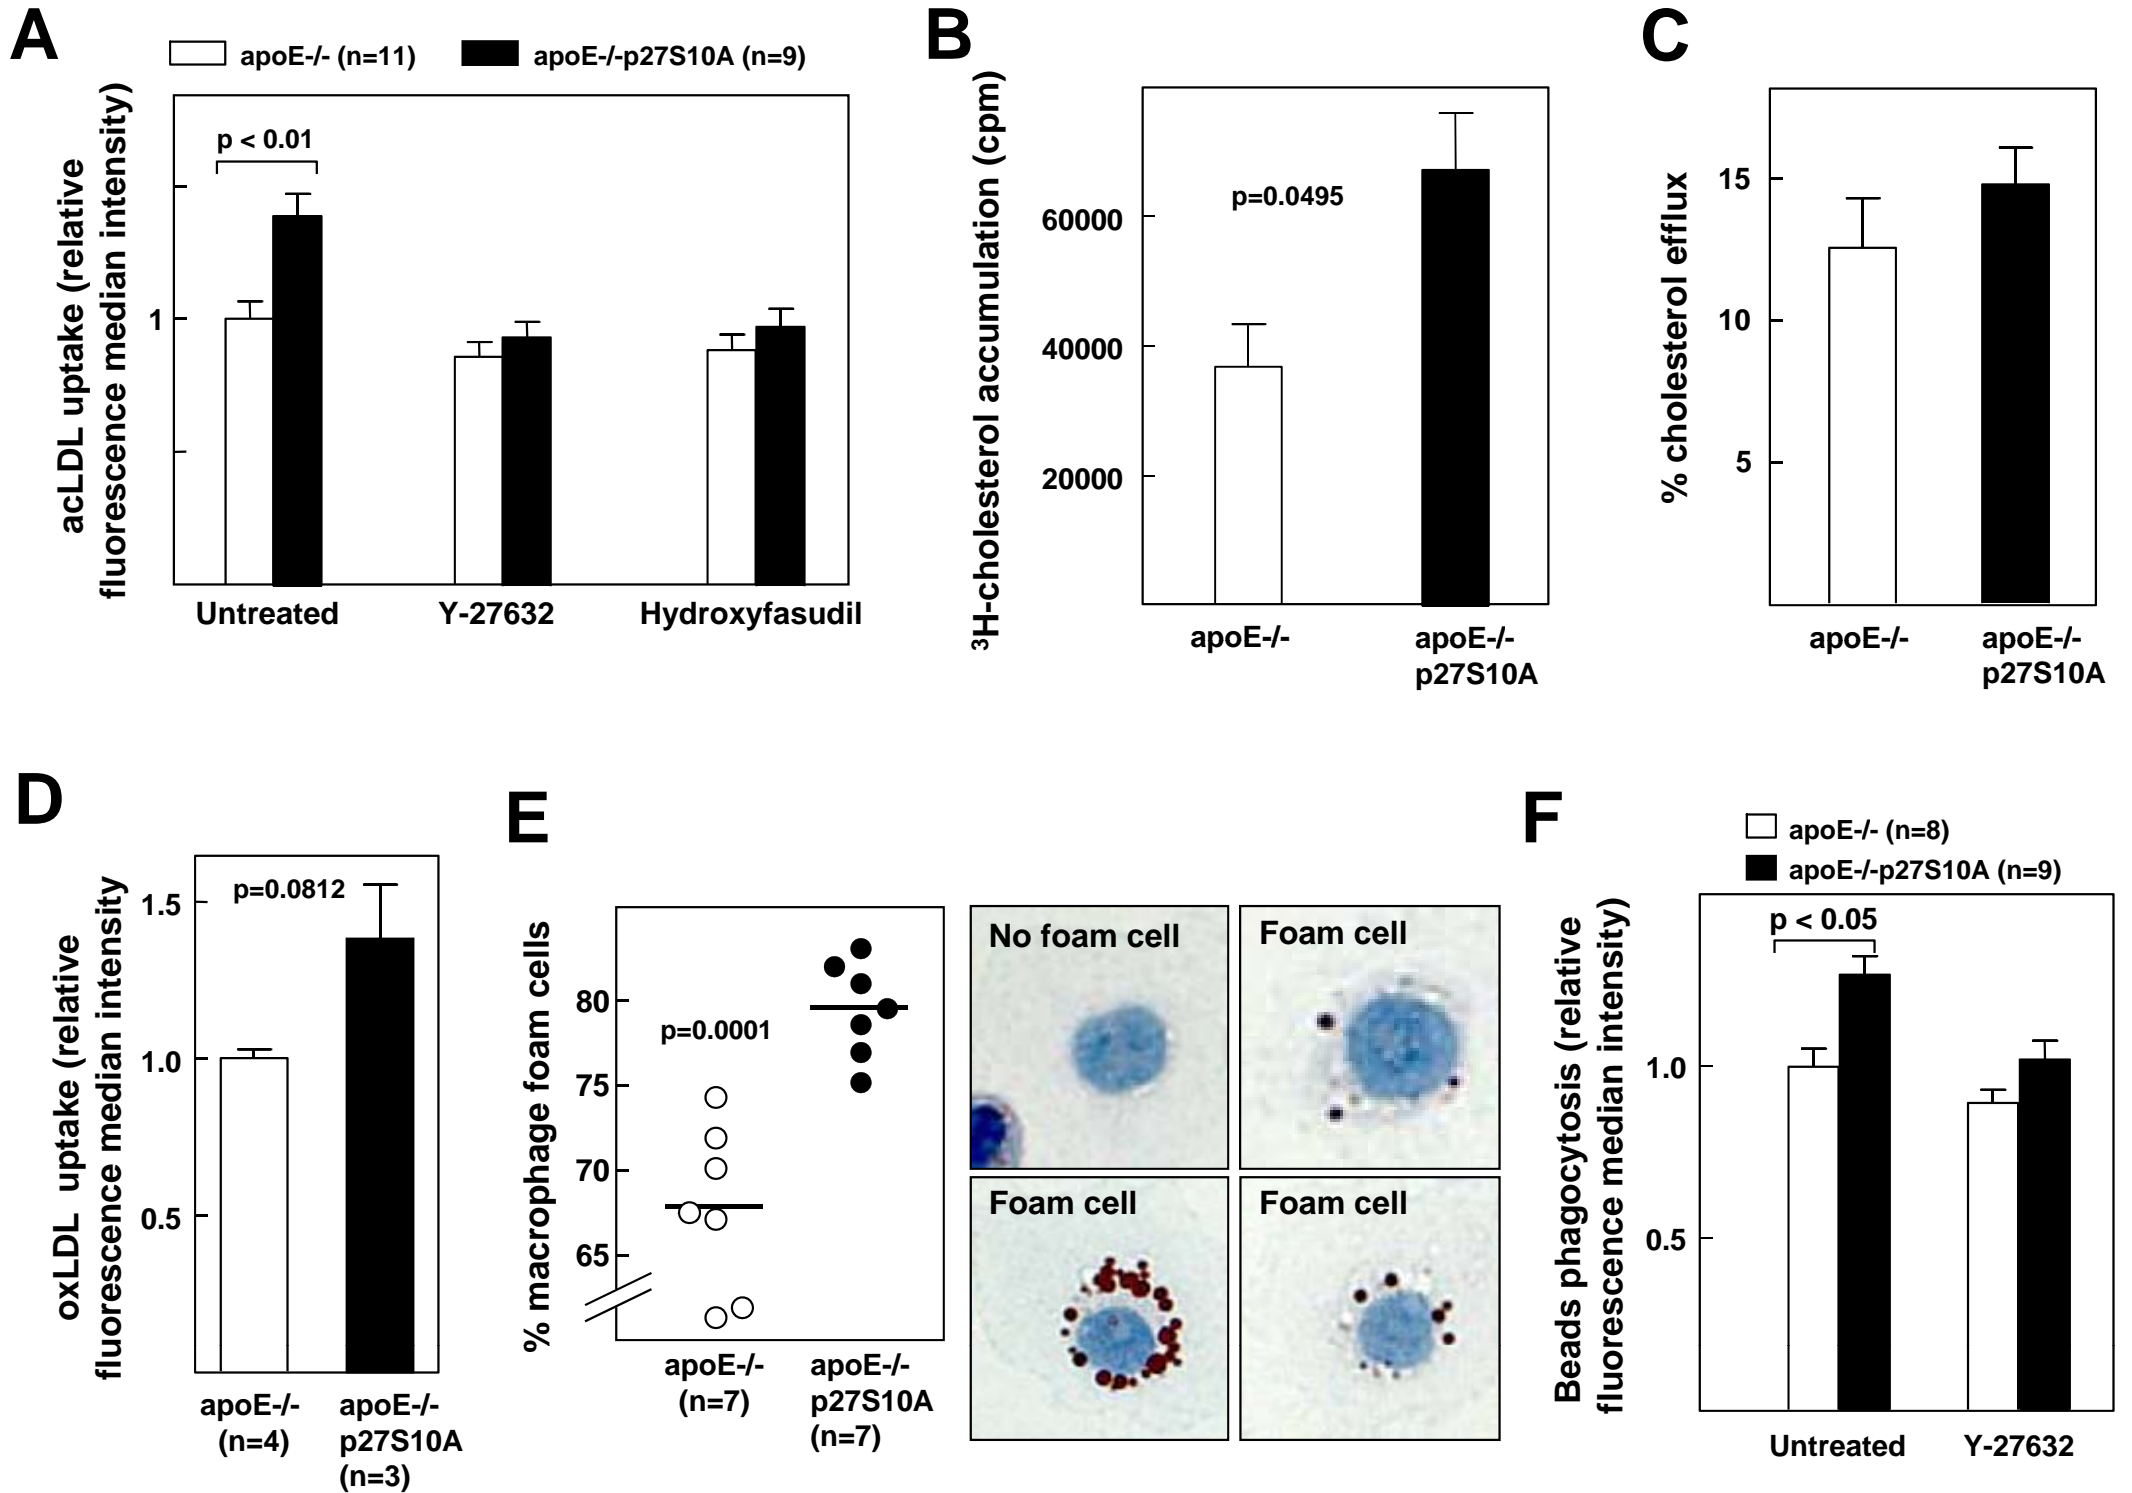 A
apoE-/- (n=11)
apoE-/-p27S10A (n=9)
acLDL uptake (relative
fluorescence median intensity)
p < 0.01
1
Untreated
Y-27632
Hydroxyfasudil
B
³H-cholesterol accumulation (cpm)
p=0.0495
60000
40000
20000
apoE-/-
apoE-/-
p27S10A
C
% cholesterol efflux
15
10
5
apoE-/-
apoE-/-
p27S10A
D
oxLDL uptake (relative
fluorescence median intensity
p=0.0812
1.5
1.0
0.5
apoE-/-
(n=4)
apoE-/-
p27S10A
(n=3)
E
% macrophage foam cells
80
75
70
65
p=0.0001
apoE-/-
(n=7)
apoE-/-
p27S10A
(n=7)
No foam cell
Foam cell
Foam cell
Foam cell
F
apoE-/- (n=8)
apoE-/-p27S10A (n=9)
Beads phagocytosis (relative
fluorescence median intensity)
p < 0.05
1.0
0.5
Untreated
Y-27632